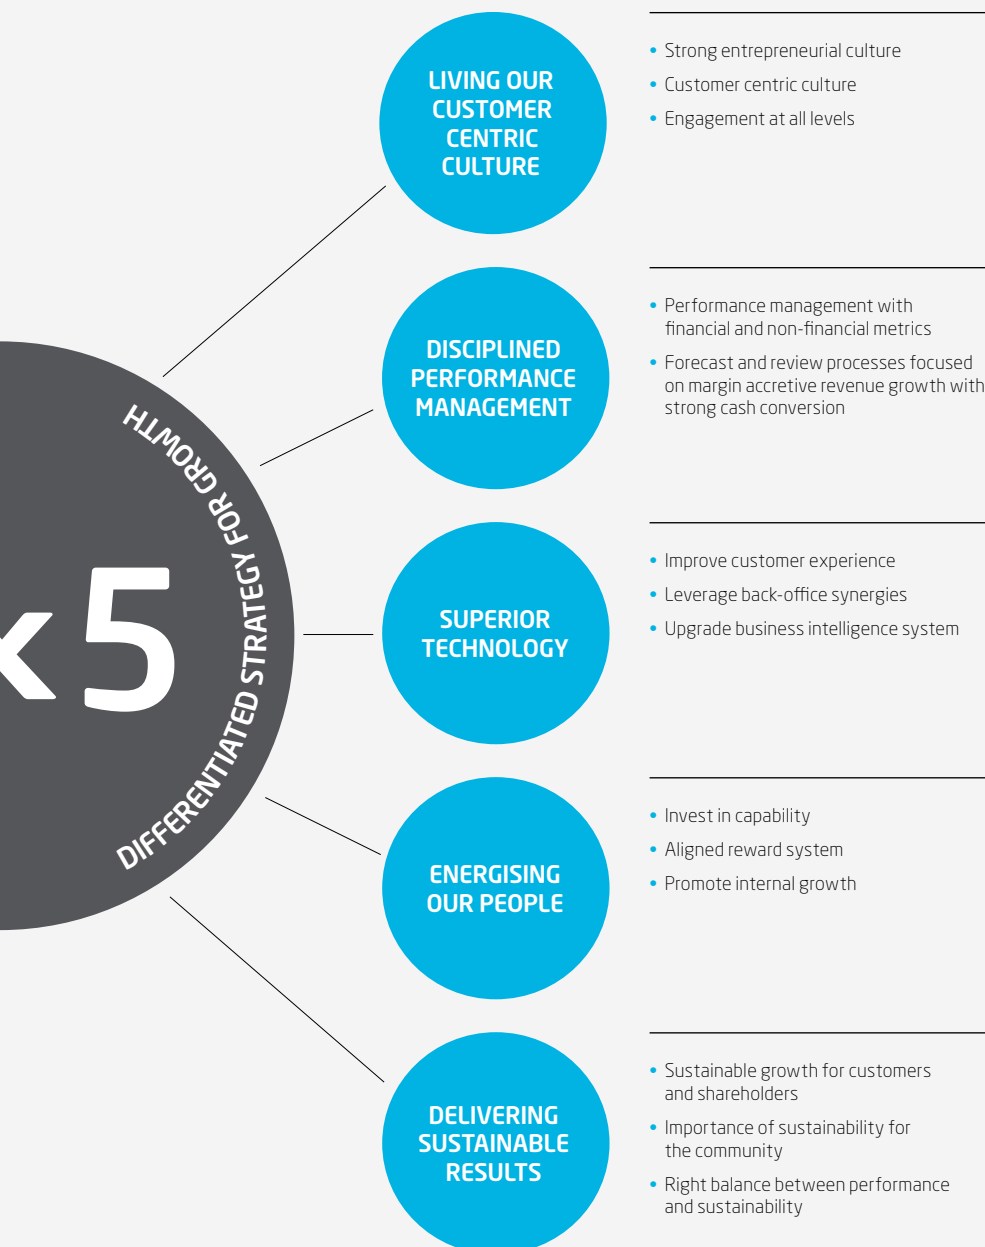 LIVING OUR
CUSTOMER
CENTRIC
CULTURE
• Strong entrepreneurial culture
• Customer centric culture
• Engagement at all levels
DISCIPLINED
PERFORMANCE
MANAGEMENT
• Performance management with
financial and non-financial metrics
• Forecast and review processes focused
on margin accretive revenue growth with
strong cash conversion
×5
DIFFERENTIATED STRATEGY FOR GROWTH
SUPERIOR
TECHNOLOGY
• Improve customer experience
• Leverage back-office synergies
• Upgrade business intelligence system
ENERGISING
OUR PEOPLE
• Invest in capability
• Aligned reward system
• Promote internal growth
DELIVERING
SUSTAINABLE
RESULTS
• Sustainable growth for customers
and shareholders
• Importance of sustainability for
the community
• Right balance between performance
and sustainability